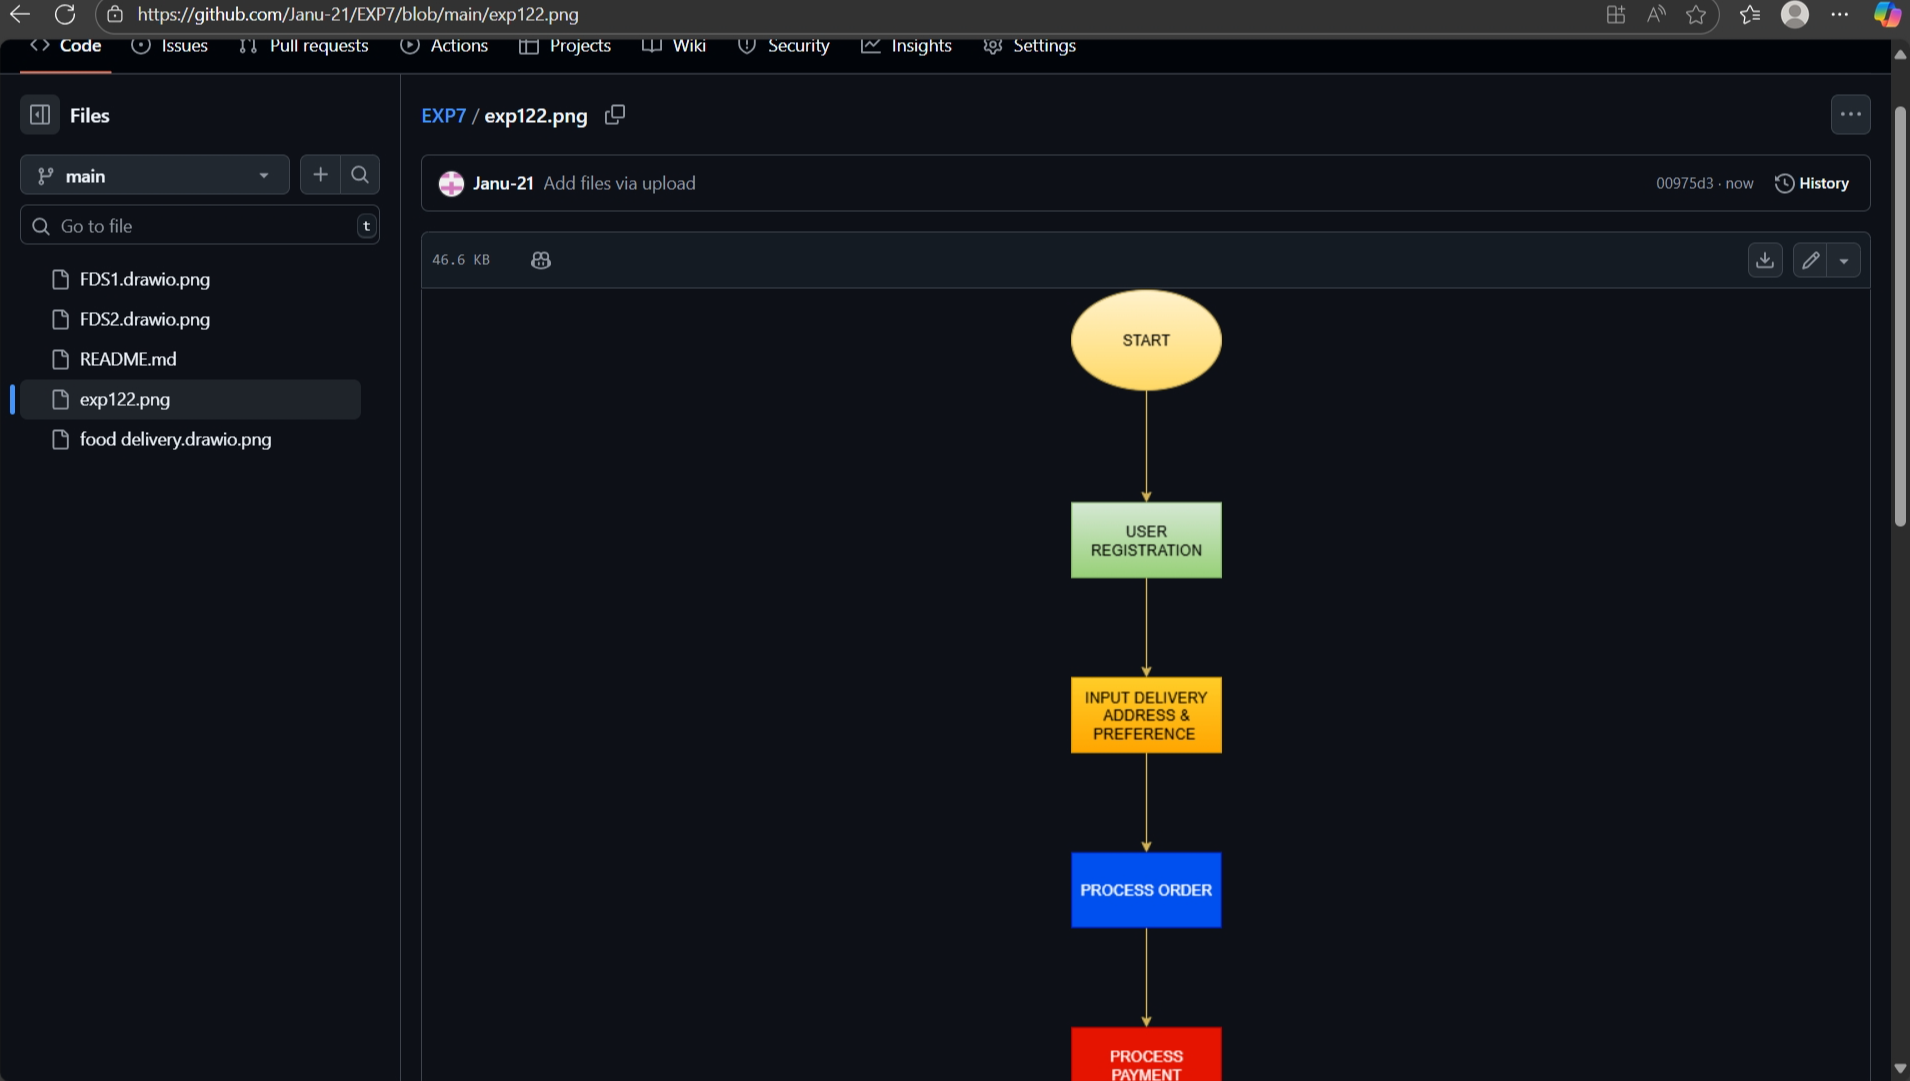 https://github.com/Janu-21/EXP7/blob/main/exp122.png
Code Issues Pull requests Actions Projects Wiki Security Insights Settings
Files
main
Go to file t
FDS1.drawio.png
FDS2.drawio.png
README.md
exp122.png
food delivery.drawio.png
EXP7 / exp122.png
Janu-21 Add files via upload 00975d3 · now History
46.6 KB
START
USER
REGISTRATION
INPUT DELIVERY
ADDRESS &
PREFERENCE
PROCESS ORDER
PROCESS
PAYMENT